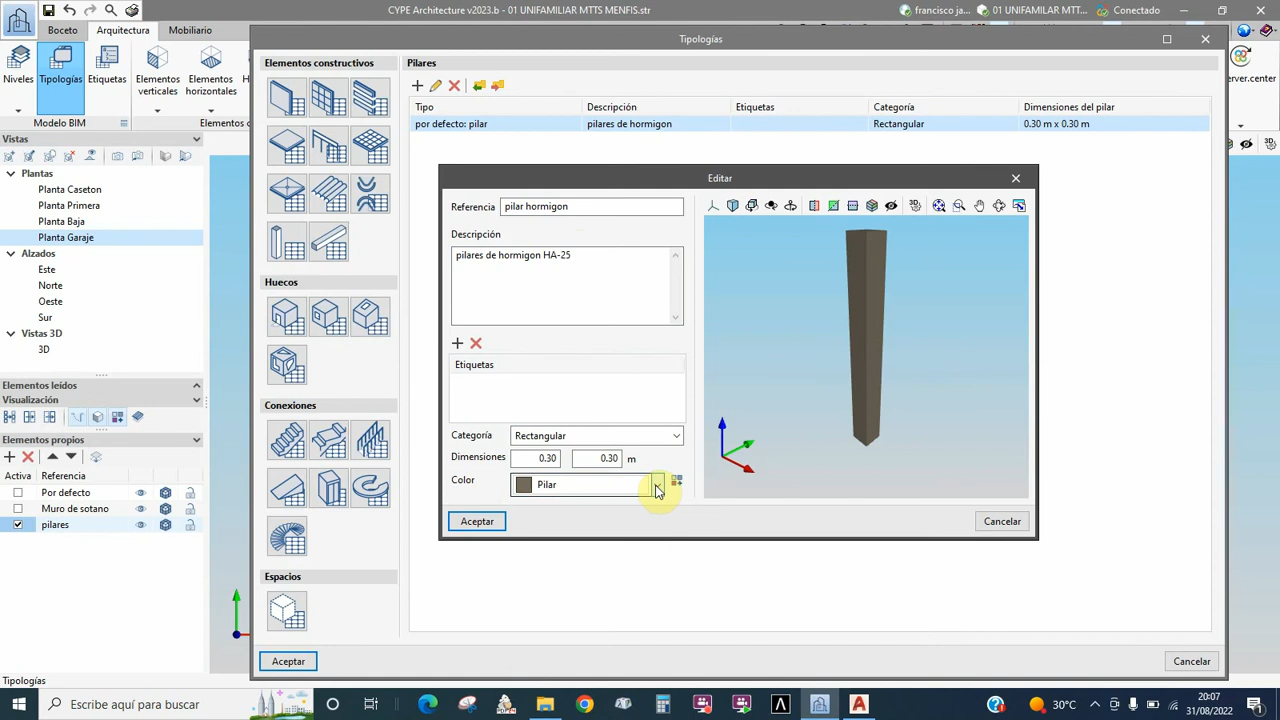 CYPE Architecture v2023.b - 01 UNIFAMILAR MTTS MENFIS.str
francisco ja...
01 UNIFAMILAR MTT...
Conectado
Boceto
Arquitectura
Mobiliario
Tipologías
Niveles
Tipologías
Etiquetas
Elementos verticales
Elementos horizontales
Modelo BIM
Elementos c
erver.center
Vistas
Plantas
Planta Caseton
Planta Primera
Planta Baja
Planta Garaje
Alzados
Este
Norte
Oeste
Sur
Vistas 3D
3D
Elementos leídos
Visualización
Elementos propios
Activa Referencia
Por defecto
Muro de sotano
pilares
Tipologías
Elementos constructivos
Huecos
Conexiones
Espacios
Aceptar
Pilares
Tipo Descripción Etiquetas Categoría Dimensiones del pilar
por defecto: pilar pilares de hormigon Rectangular 0.30 m x 0.30 m
Editar
Referencia pilar hormigon
Descripción
pilares de hormigon HA-25
Etiquetas
Categoría Rectangular
Dimensiones 0.30 0.30 m
Color Pilar
Aceptar
Cancelar
Cancelar
Escribe aquí para buscar
30°C
20:07
31/08/2022